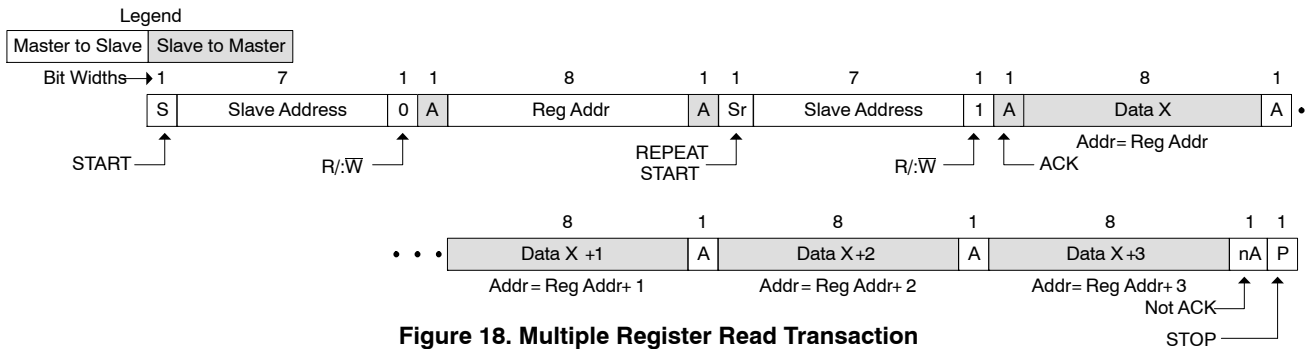 Legend
Master to Slave Slave to Master
Bit Widths 1 7 1 1 8 1 1 7 1 1 8 1
S Slave Address 0 A Reg Addr A Sr Slave Address 1 A Data X A •
Addr= Reg Addr
START R/:W̅ REPEAT START R/:W̅ ACK
8 1 8 1 8 1 1
• • • Data X +1 A Data X+2 A Data X+3 nA P
Addr= Reg Addr+ 1 Addr= Reg Addr+ 2 Addr= Reg Addr+ 3
Not ACK
STOP
Figure 18. Multiple Register Read Transaction